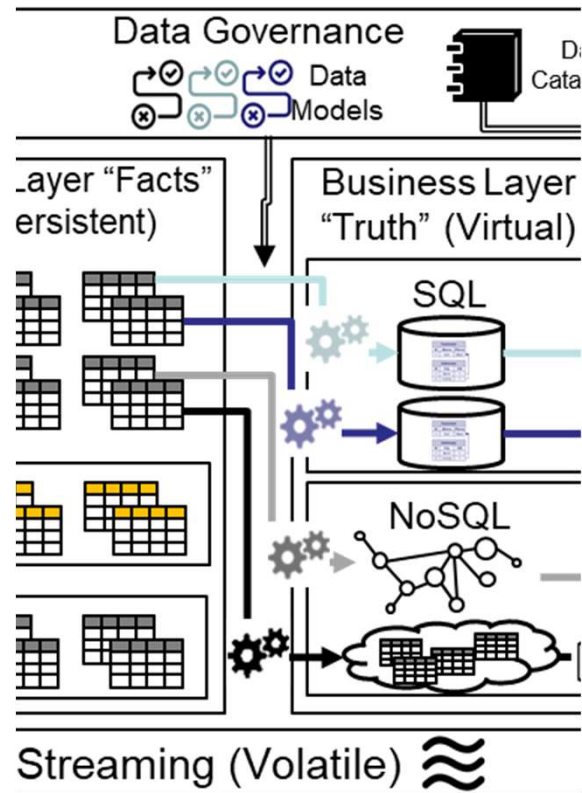 Data Governance
Data
Models
Layer “Facts”
ersistent)
Business Layer
“Truth” (Virtual)
SQL
NoSQL
Streaming (Volatile)